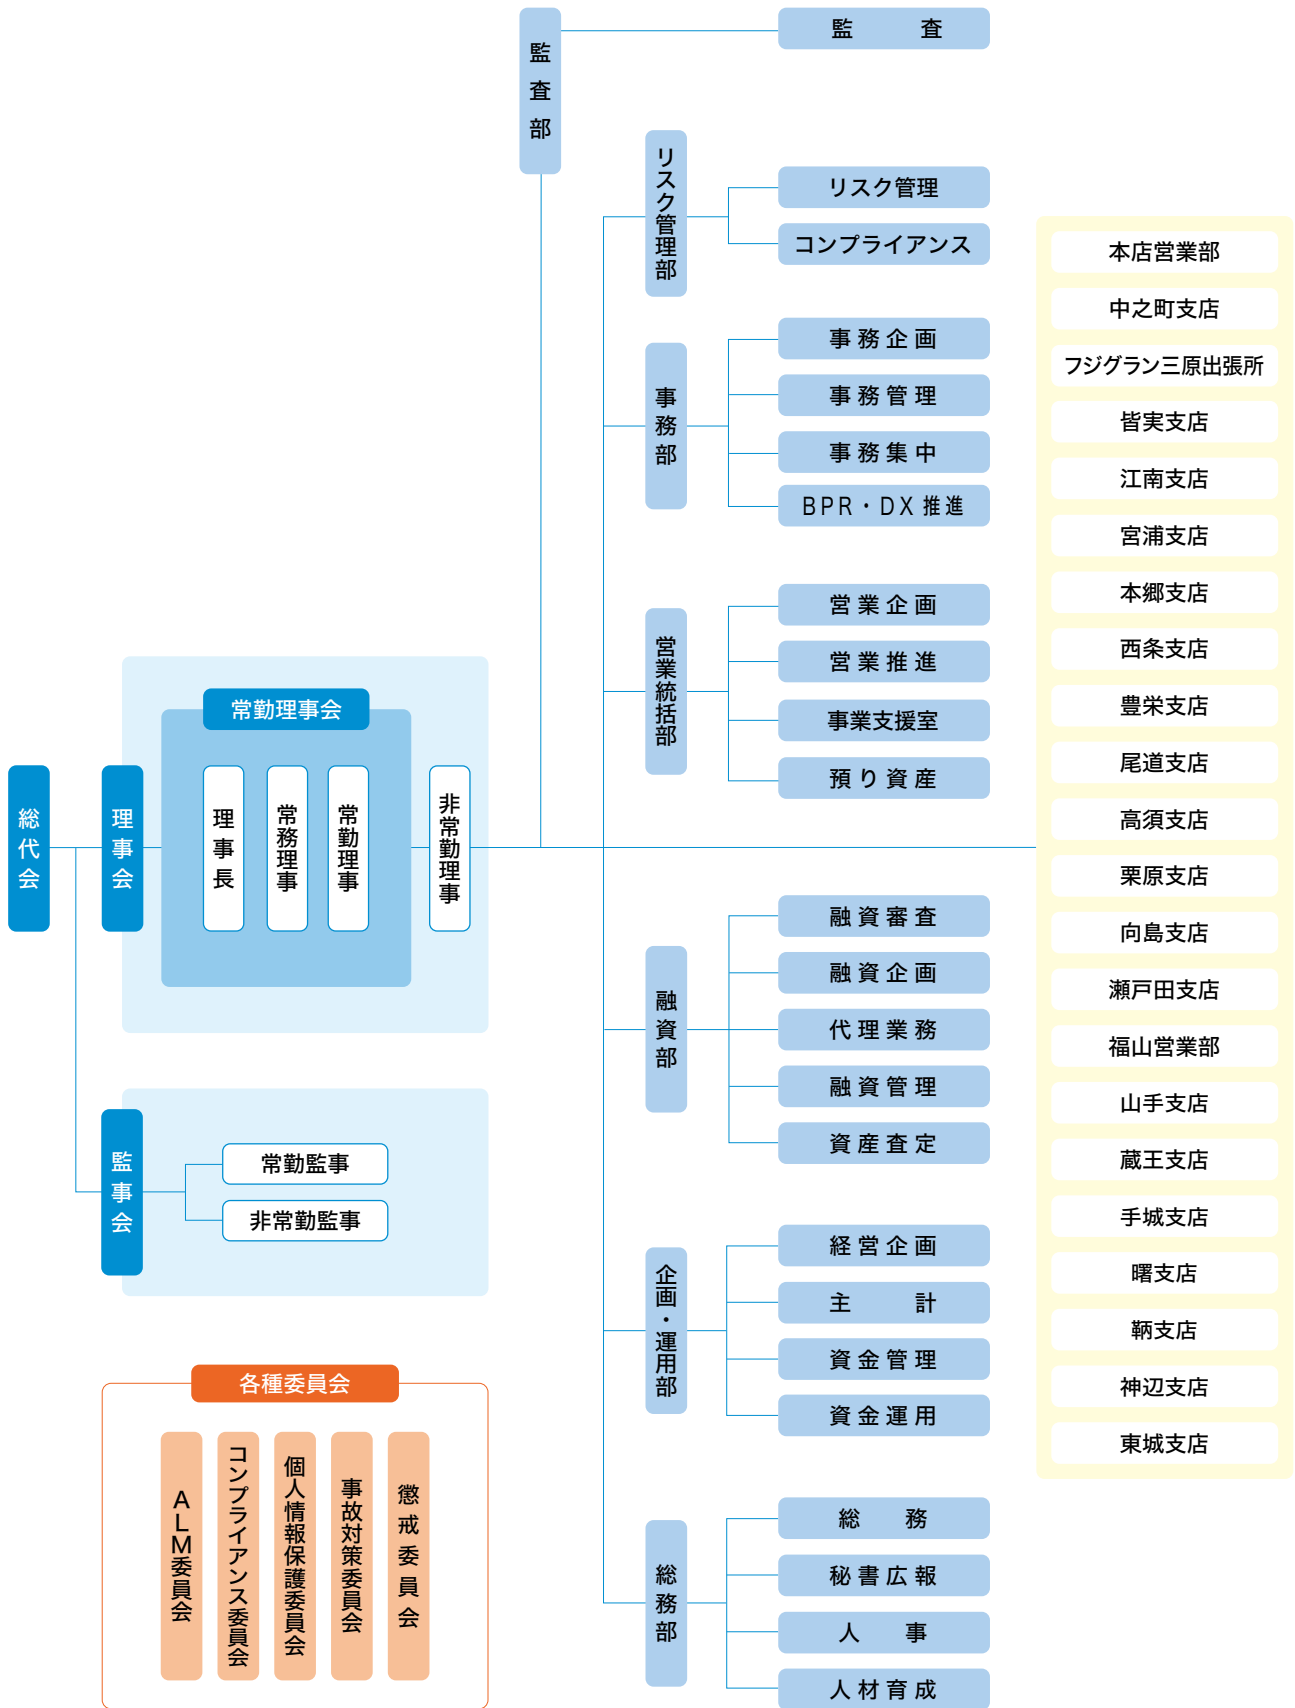 監査部
監査
リスク管理部
リスク管理
コンプライアンス
事務部
事務企画
事務管理
事務集中
BPR・DX推進
営業統括部
営業企画
営業推進
事業支援室
預り資産
総代会
理事会
常勤理事会
理事長
常務理事
常勤理事
非常勤理事
融資部
融資審査
融資企画
代理業務
融資管理
資産査定
監事会
常勤監事
非常勤監事
企画・運用部
経営企画
主計
資金管理
資金運用
各種委員会
ALM委員会
コンプライアンス委員会
個人情報保護委員会
事故対策委員会
懲戒委員会
総務部
総務
秘書広報
人事
人材育成
本店営業部
中之町支店
フジグラン三原出張所
皆実支店
江南支店
宮浦支店
本郷支店
西条支店
豊栄支店
尾道支店
高須支店
栗原支店
向島支店
瀬戸田支店
福山営業部
山手支店
蔵王支店
手城支店
曙支店
鞆支店
神辺支店
東城支店